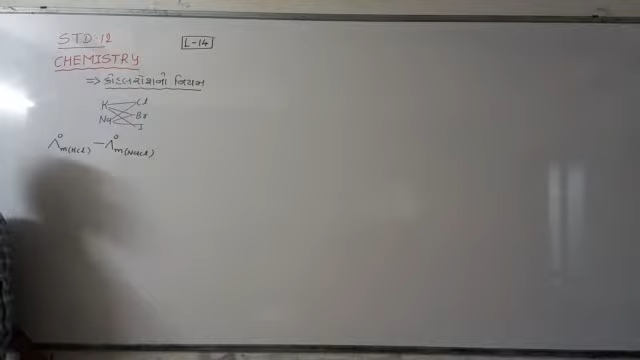 STD-12
L-14
CHEMISTRY
⇒ કોહલરોશનો નિયમ
K Cl
Na Br
I
Λ°m(KCl) - Λ°m(NaCl)